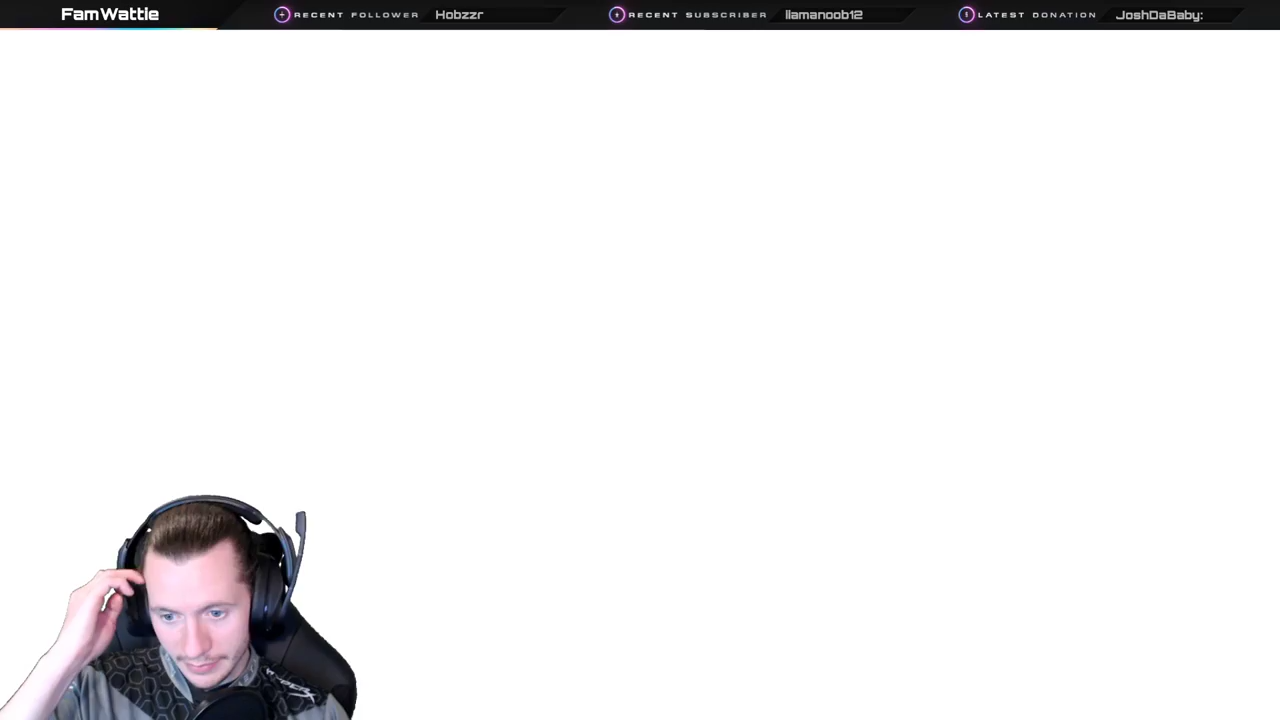 FamWattle
RECENT FOLLOWER Hobzzr
RECENT SUBSCRIBER llamanoob12
LATEST DONATION JoshDaBaby: